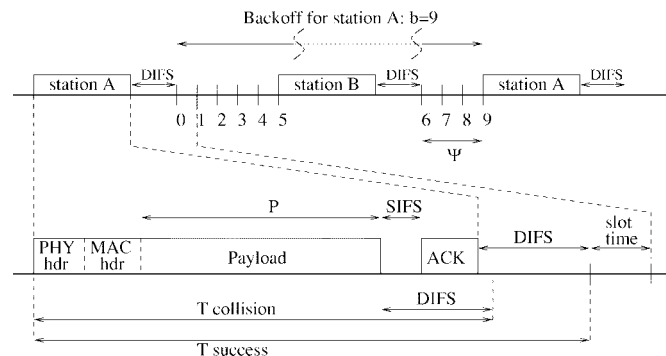 Backoff for station A: b=9
station A DIFS station B DIFS station A DIFS
0 1 2 3 4 5 6 7 8 9
Ψ
P SIFS
PHY hdr MAC hdr Payload ACK DIFS slot time
DIFS
T collision
T success